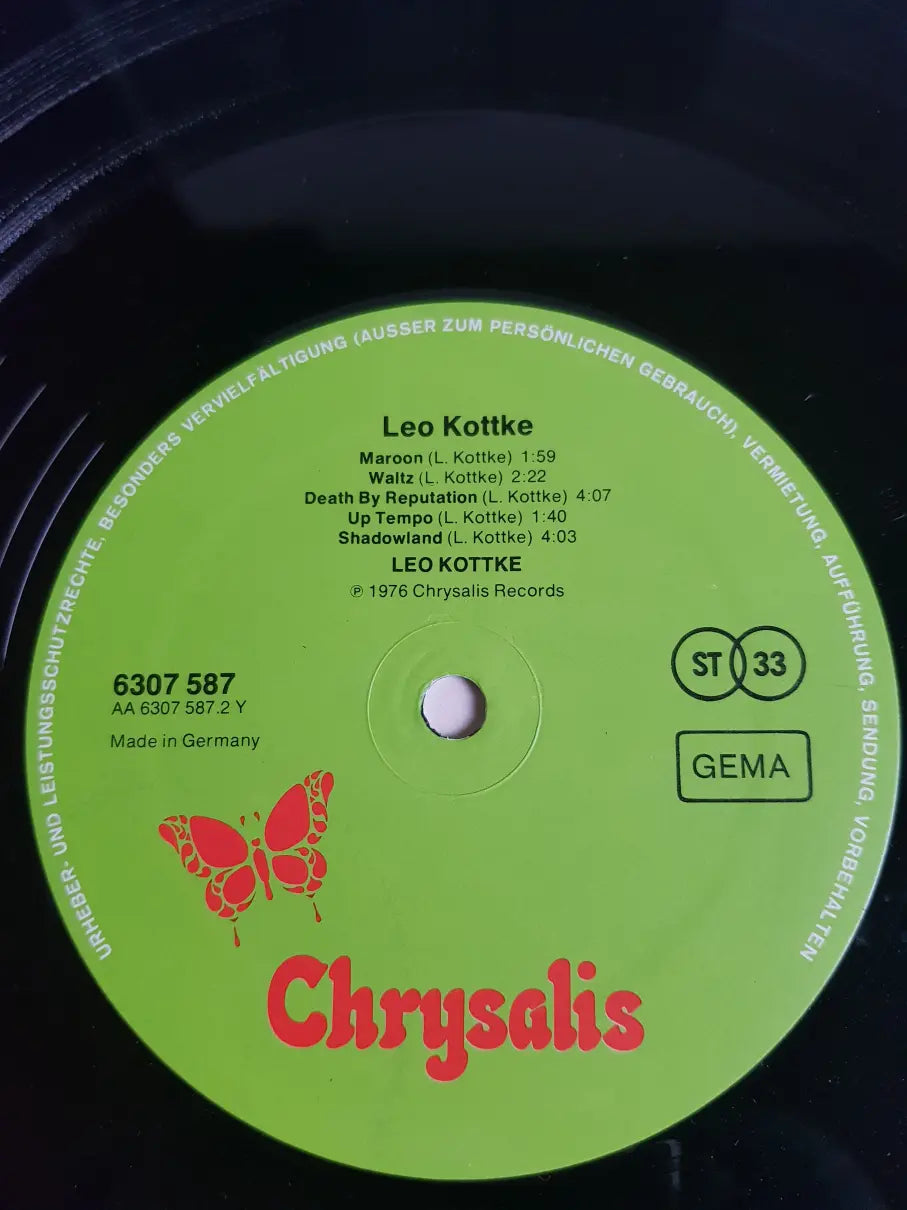 URHEBER- UND LEISTUNGSSCHUTZRECHTE, BESONDERS VERVIELFÄLTIGUNG (AUSSER ZUM PERSÖNLICHEN GEBRAUCH), VERMIETUNG, AUFFÜHRUNG, SENDUNG, VORBEHALTEN
Leo Kottke
Maroon (L. Kottke) 1:59
Waltz (L. Kottke) 2:22
Death By Reputation (L. Kottke) 4:07
Up Tempo (L. Kottke) 1:40
Shadowland (L. Kottke) 4:03
LEO KOTTKE
℗ 1976 Chrysalis Records
6307 587
AA 6307 587.2 Y
Made in Germany
ST 33
GEMA
Chrysalis